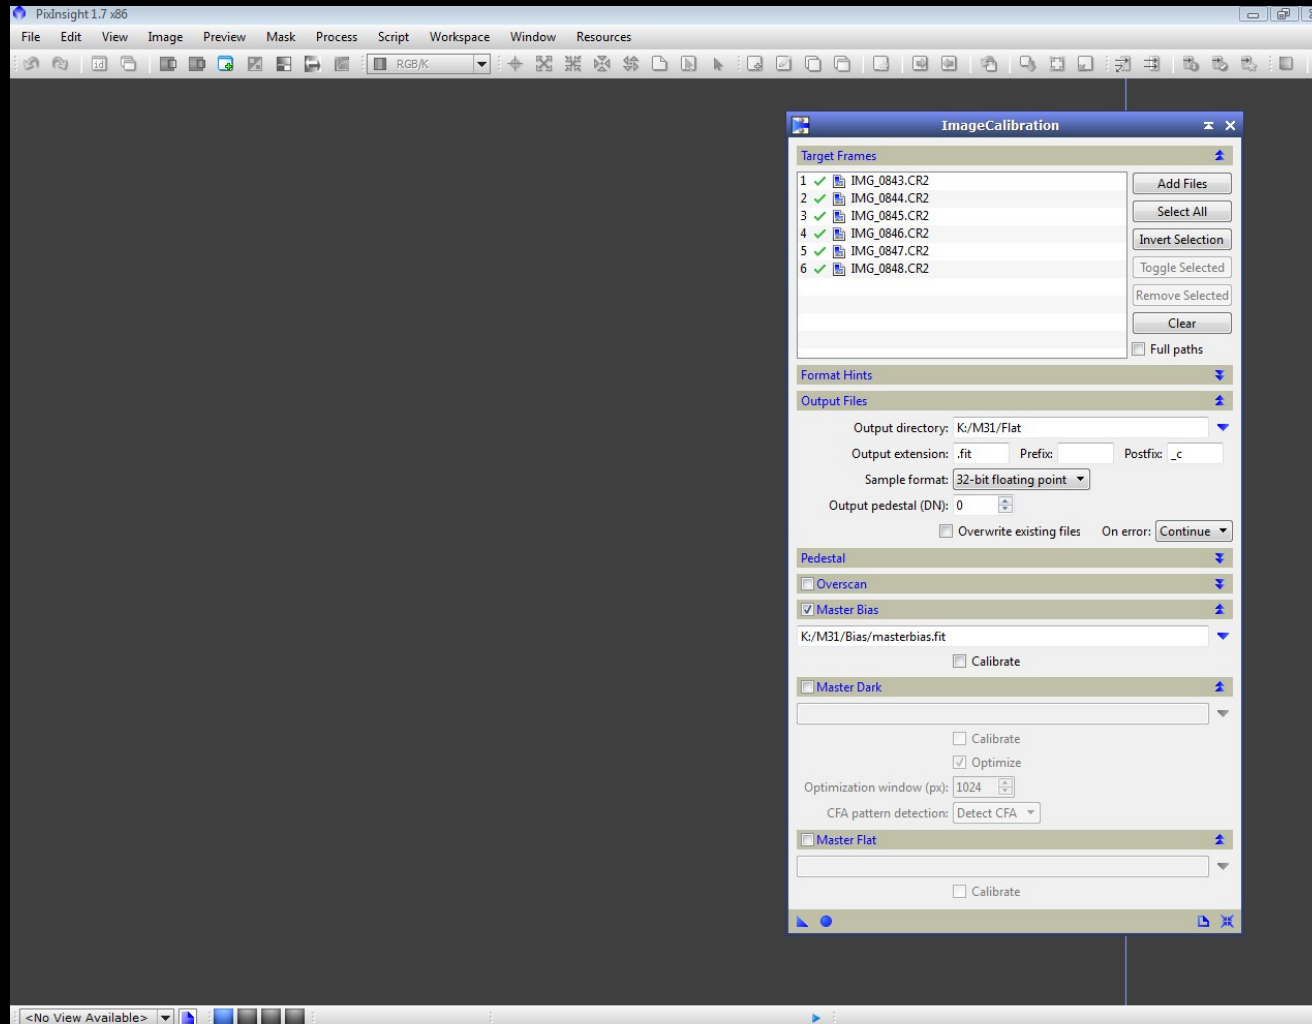 PixInsight 1.7 x86
File Edit View Image Preview Mask Process Script Workspace Window Resources
id RGB/K
ImageCalibration
Target Frames
1 IMG_0843.CR2
2 IMG_0844.CR2
3 IMG_0845.CR2
4 IMG_0846.CR2
5 IMG_0847.CR2
6 IMG_0848.CR2
Add Files
Select All
Invert Selection
Toggle Selected
Remove Selected
Clear
Full paths
Format Hints
Output Files
Output directory: K:/M31/Flat
Output extension: .fit Prefix: Postfix: _c
Sample format: 32-bit floating point
Output pedestal (DN): 0
Overwrite existing files On error: Continue
Pedestal
Overscan
Master Bias
K:/M31/Bias/masterbias.fit
Calibrate
Master Dark
Calibrate
Optimize
Optimization window (px): 1024
CFA pattern detection: Detect CFA
Master Flat
Calibrate
<No View Available>